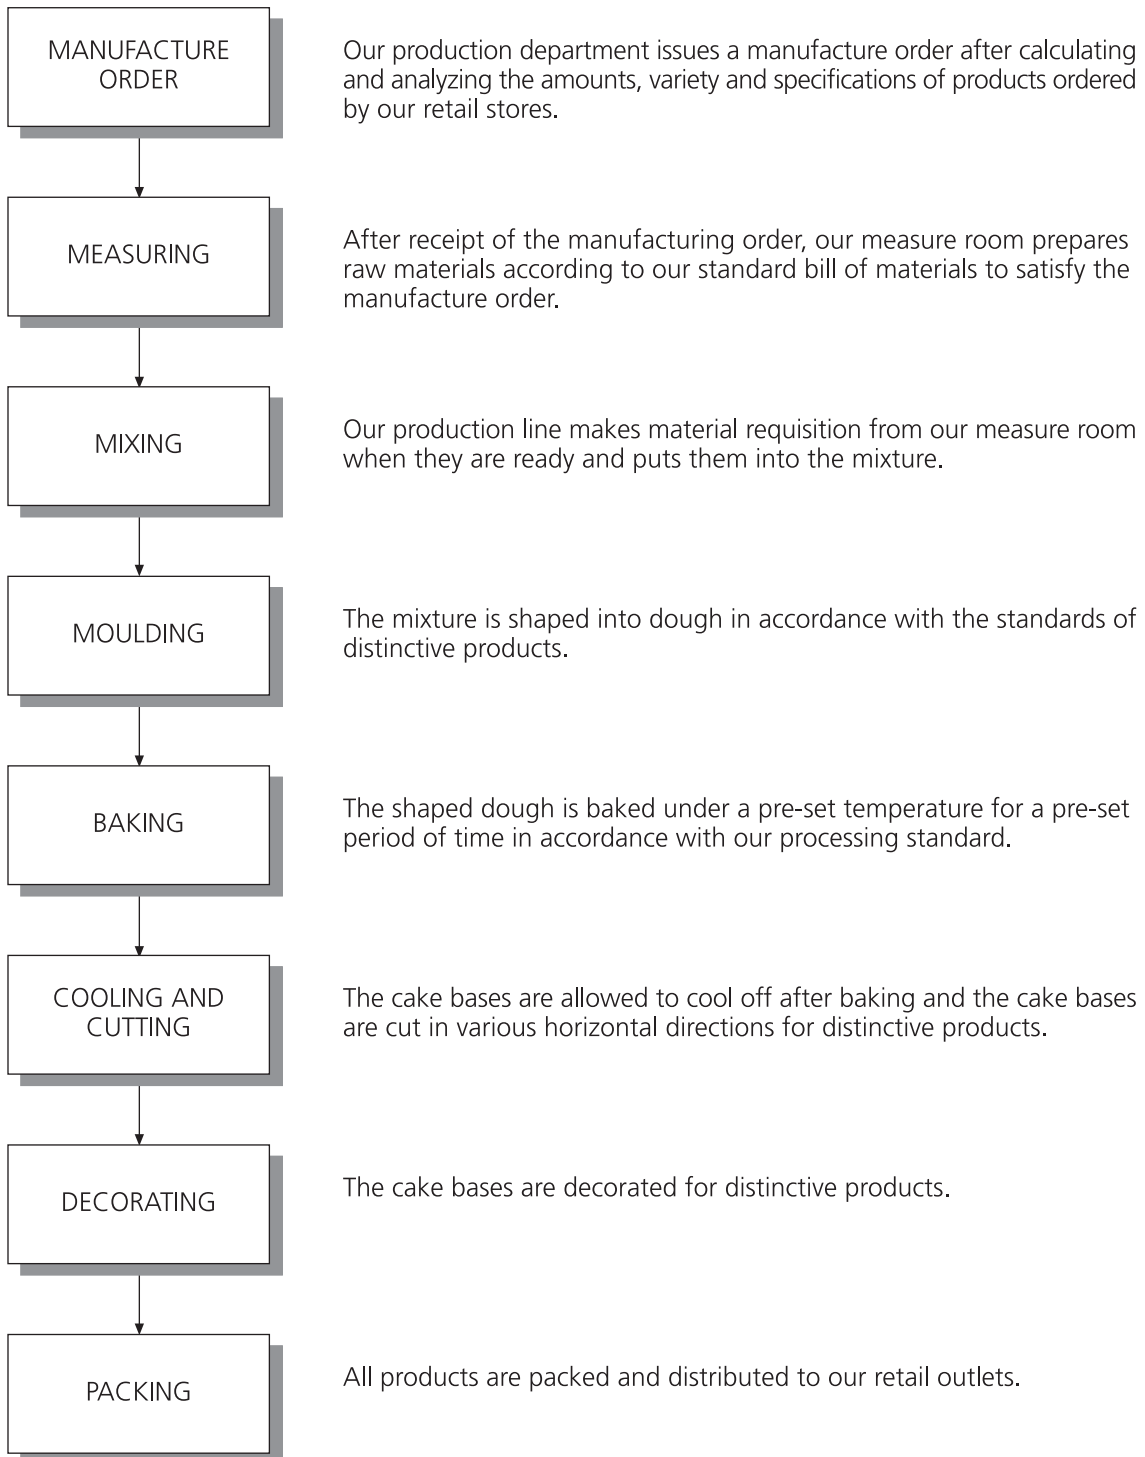 MANUFACTURE
ORDER
Our production department issues a manufacture order after calculating
and analyzing the amounts, variety and specifications of products ordered
by our retail stores.
MEASURING
After receipt of the manufacturing order, our measure room prepares
raw materials according to our standard bill of materials to satisfy the
manufacture order.
MIXING
Our production line makes material requisition from our measure room
when they are ready and puts them into the mixture.
MOULDING
The mixture is shaped into dough in accordance with the standards of
distinctive products.
BAKING
The shaped dough is baked under a pre-set temperature for a pre-set
period of time in accordance with our processing standard.
COOLING AND
CUTTING
The cake bases are allowed to cool off after baking and the cake bases
are cut in various horizontal directions for distinctive products.
DECORATING
The cake bases are decorated for distinctive products.
PACKING
All products are packed and distributed to our retail outlets.